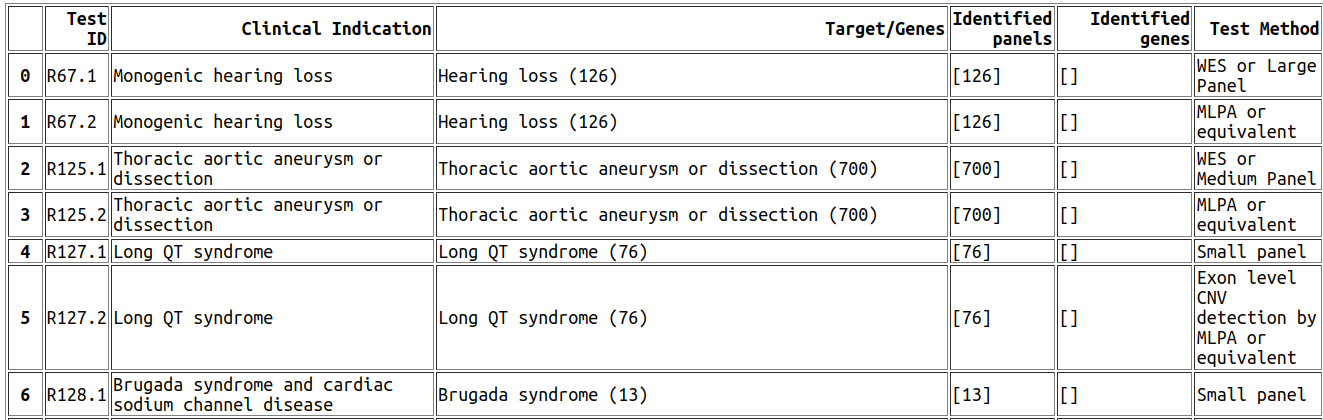 Test ID Clinical Indication Target/Genes Identified panels Identified genes Test Method
0 R67.1 Monogenic hearing loss Hearing loss (126) [126] [] WES or Large Panel
1 R67.2 Monogenic hearing loss Hearing loss (126) [126] [] MLPA or equivalent
2 R125.1 Thoracic aortic aneurysm or dissection Thoracic aortic aneurysm or dissection (700) [700] [] WES or Medium Panel
3 R125.2 Thoracic aortic aneurysm or dissection Thoracic aortic aneurysm or dissection (700) [700] [] MLPA or equivalent
4 R127.1 Long QT syndrome Long QT syndrome (76) [76] [] Small panel
5 R127.2 Long QT syndrome Long QT syndrome (76) [76] [] Exon level CNV detection by MLPA or equivalent
6 R128.1 Brugada syndrome and cardiac sodium channel disease Brugada syndrome (13) [13] [] Small panel